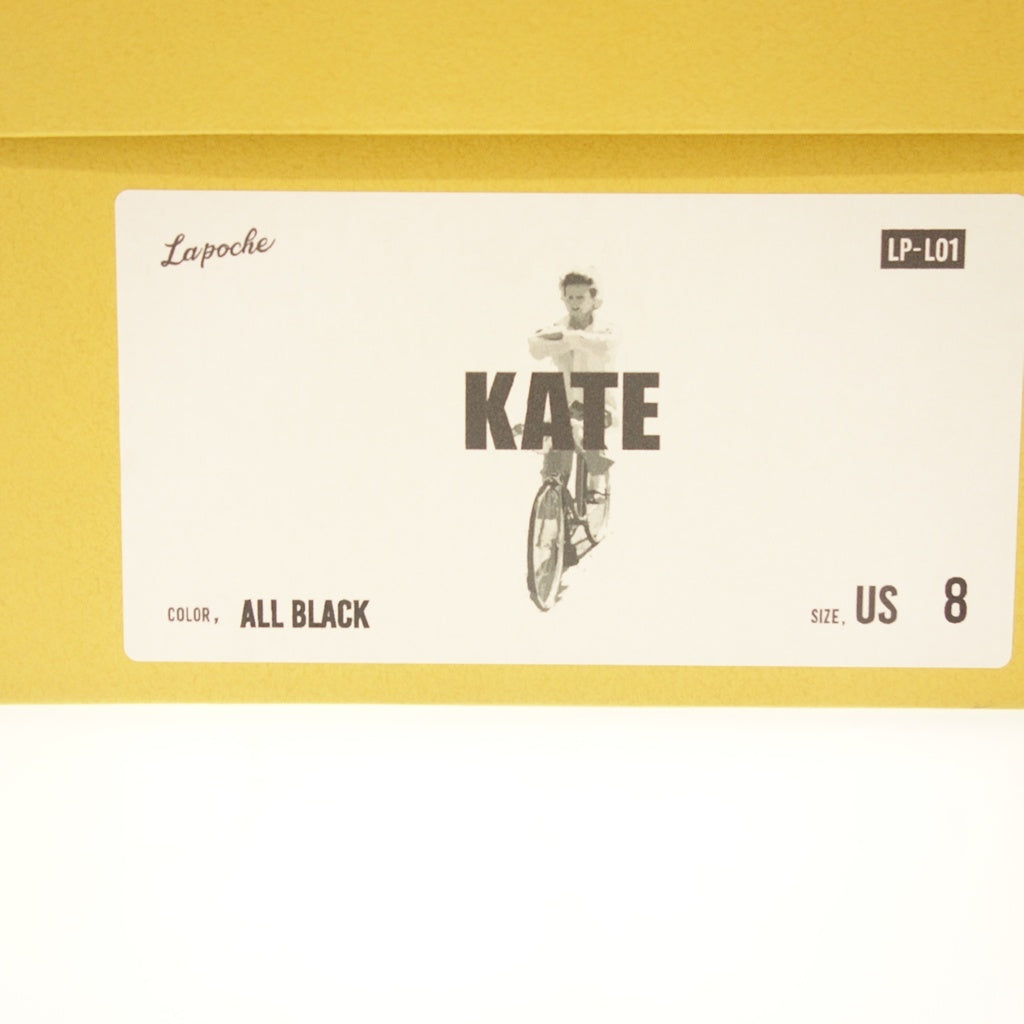 Lapoche
LP-L01
KATE
COLOR, ALL BLACK
SIZE, US 8